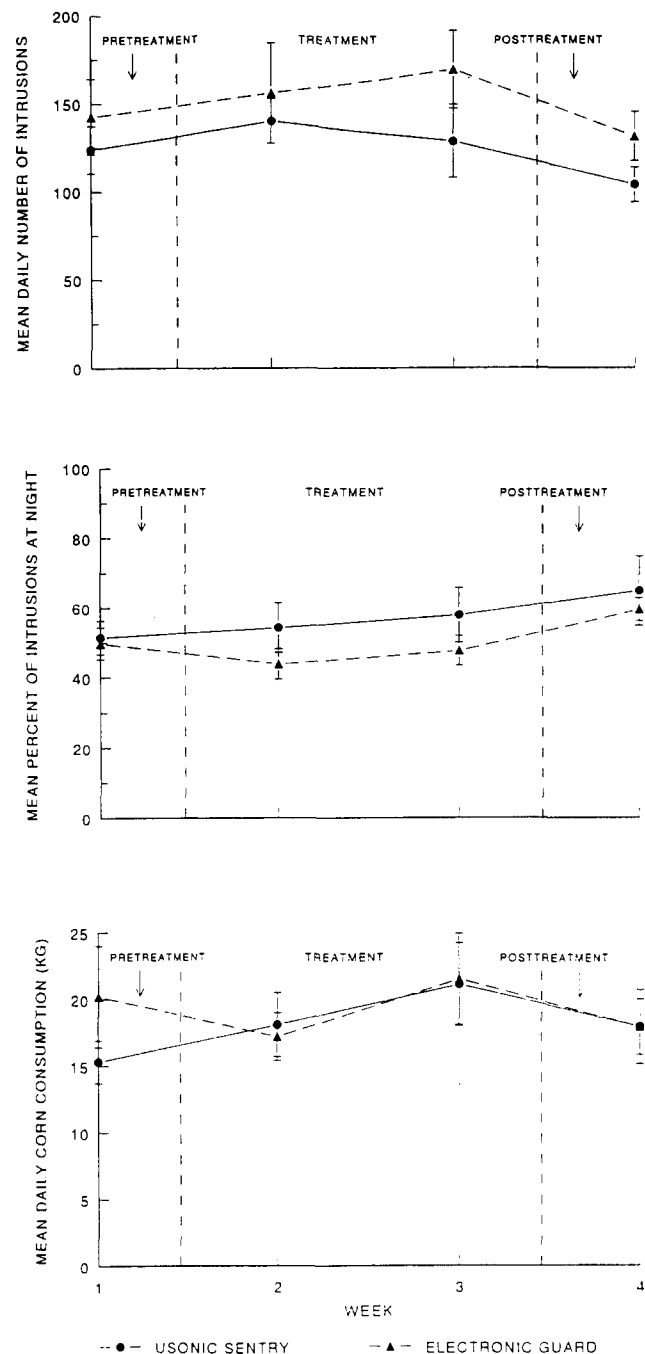 MEAN DAILY NUMBER OF INTRUSIONS
200
150
100
50
0
PRETREATMENT
TREATMENT
POSTTREATMENT
MEAN PERCENT OF INTRUSIONS AT NIGHT
100
80
60
40
20
0
PRETREATMENT
TREATMENT
POSTTREATMENT
MEAN DAILY CORN CONSUMPTION (KG)
25
20
15
10
5
0
PRETREATMENT
TREATMENT
POSTTREATMENT
1 2 3 4
WEEK
USONIC SENTRY ELECTRONIC GUARD